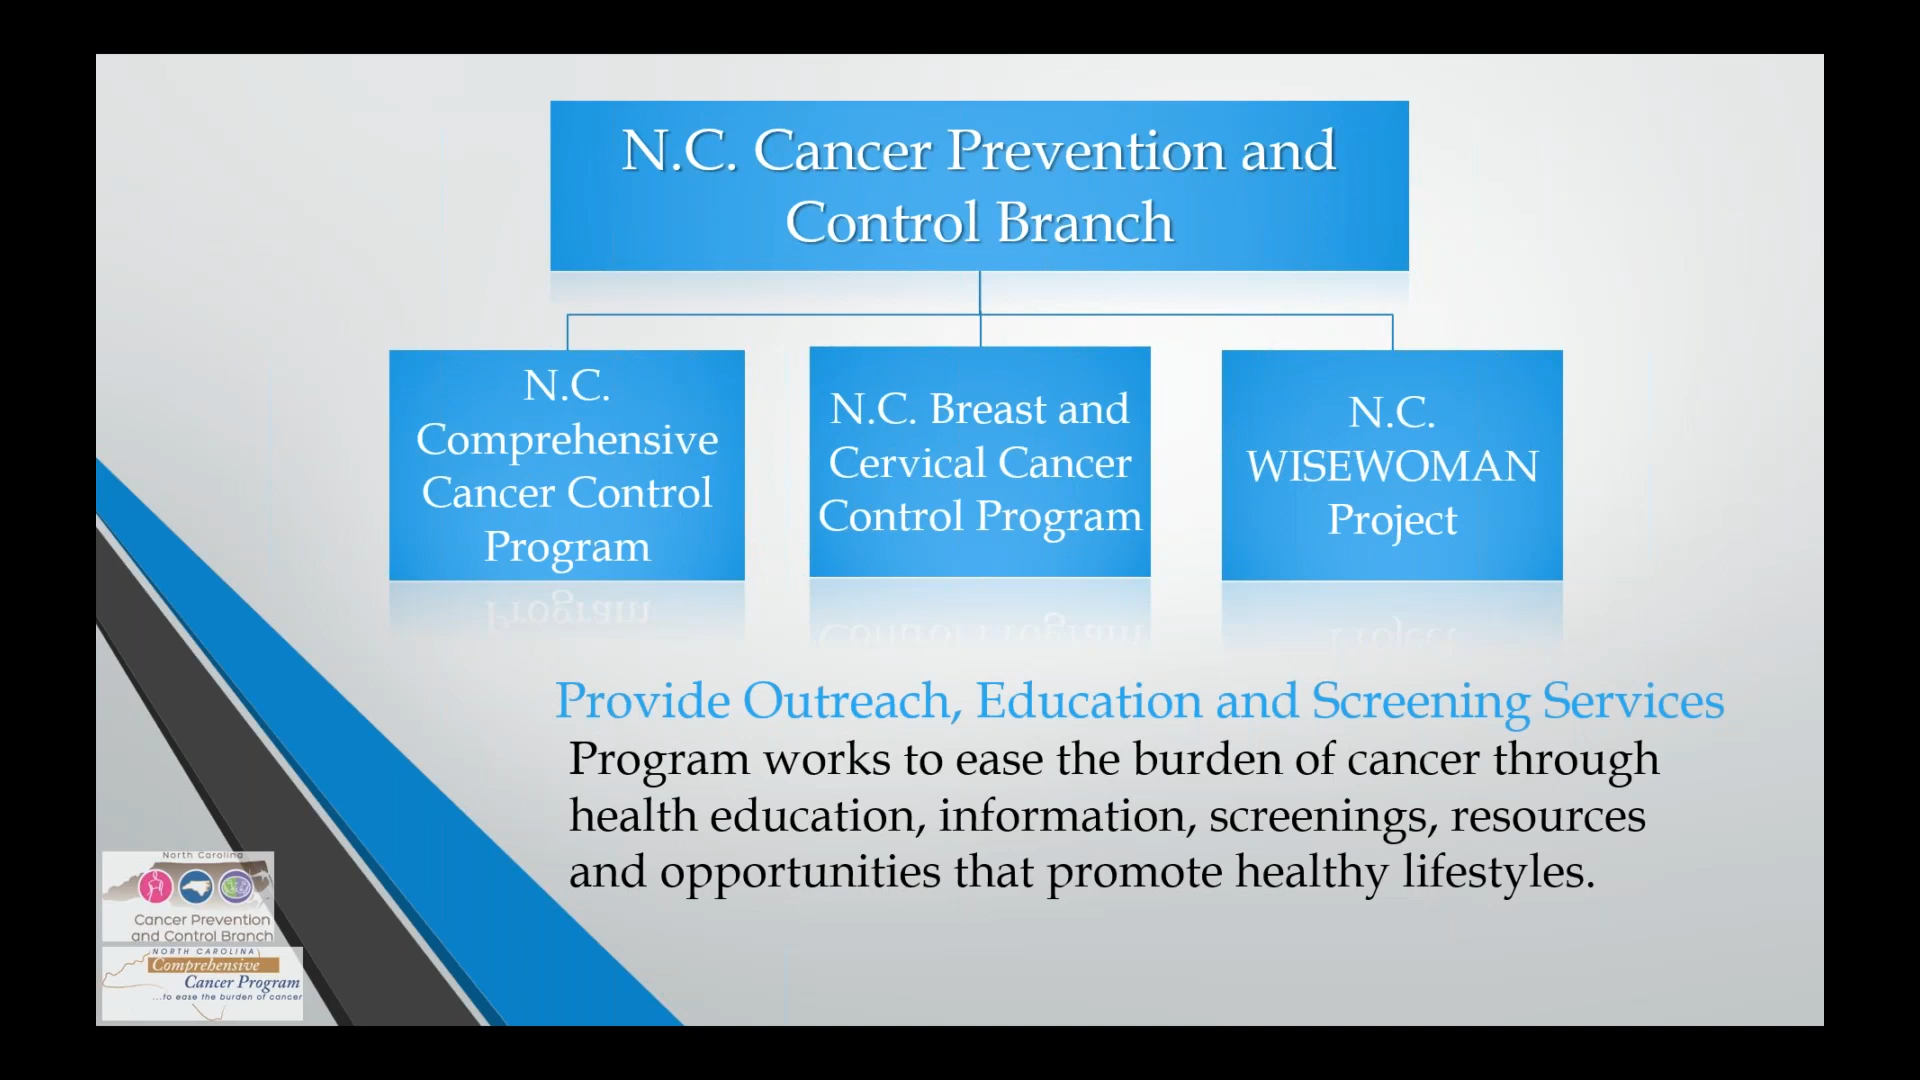 N.C. Cancer Prevention and
Control Branch
N.C.
Comprehensive
Cancer Control
Program
N.C. Breast and
Cervical Cancer
Control Program
N.C.
WISEWOMAN
Project
Provide Outreach, Education and Screening Services
Program works to ease the burden of cancer through
health education, information, screenings, resources
and opportunities that promote healthy lifestyles.
North Carolina
Cancer Prevention
and Control Branch
NORTH CAROLINA
Comprehensive
Cancer Program
...to ease the burden of cancer